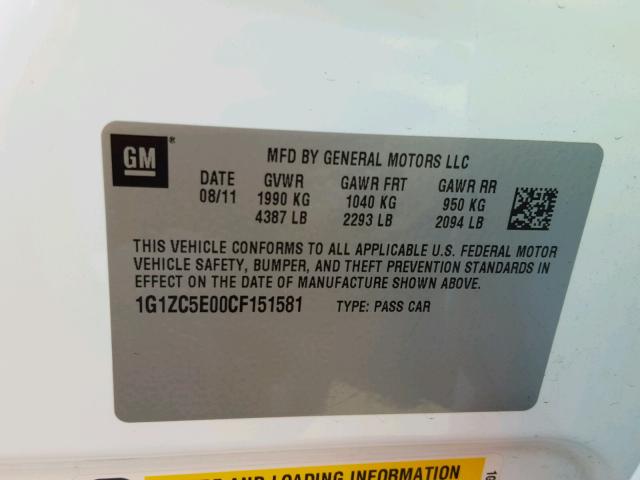 GM ®
MFD BY GENERAL MOTORS LLC
DATE GVWR GAWR FRT GAWR RR
08/11 1990 KG 1040 KG 950 KG
4387 LB 2293 LB 2094 LB
THIS VEHICLE CONFORMS TO ALL APPLICABLE U.S. FEDERAL MOTOR
VEHICLE SAFETY, BUMPER, AND THEFT PREVENTION STANDARDS IN
EFFECT ON THE DATE OF MANUFACTURE SHOWN ABOVE.
1G1ZC5E00CF151581 TYPE: PASS CAR
AND LOADING INFORMATION